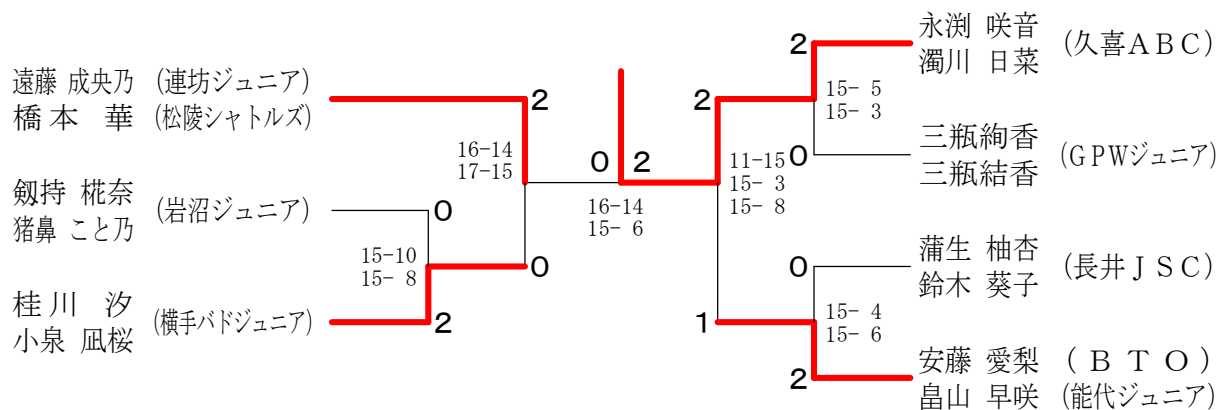 遠藤 成央乃 (連坊ジュニア)
橋本 華 (松陵シャトルズ)
剱持 椛奈 (岩沼ジュニア)
猪鼻 こと乃
桂川 汐 (横手バドジュニア)
小泉 凪桜
0
15-10
15- 8
2
2
16-14
17-15
0
0 2
16-14
15- 6
2
11-15
15- 3
15- 8
1
2
15- 5
15- 3
0
0
15- 4
15- 6
2
永渕 咲音 (久喜ABC)
濁川 日菜
三瓶絢香 (GPWジュニア)
三瓶結香
蒲生 柚杏 (長井JSC)
鈴木 葵子
安藤 愛梨 (BTO)
畠山 早咲 (能代ジュニア)